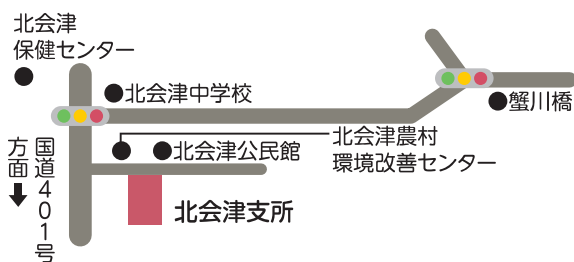 北会津
保健センター
北会津中学校
蟹川橋
北会津農村
環境改善センター
北会津公民館
国道401号
方面
北会津支所